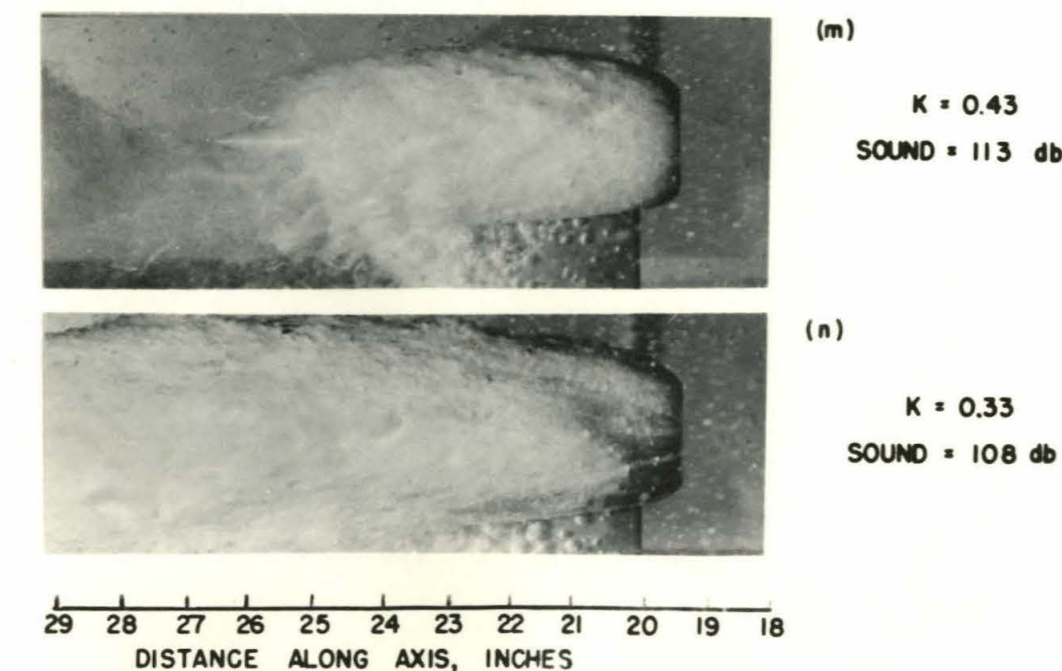 (m)
K = 0.43
SOUND = 113 db
(n)
K = 0.33
SOUND = 108 db
29 28 27 26 25 24 23 22 21 20 19 18
DISTANCE ALONG AXIS, INCHES